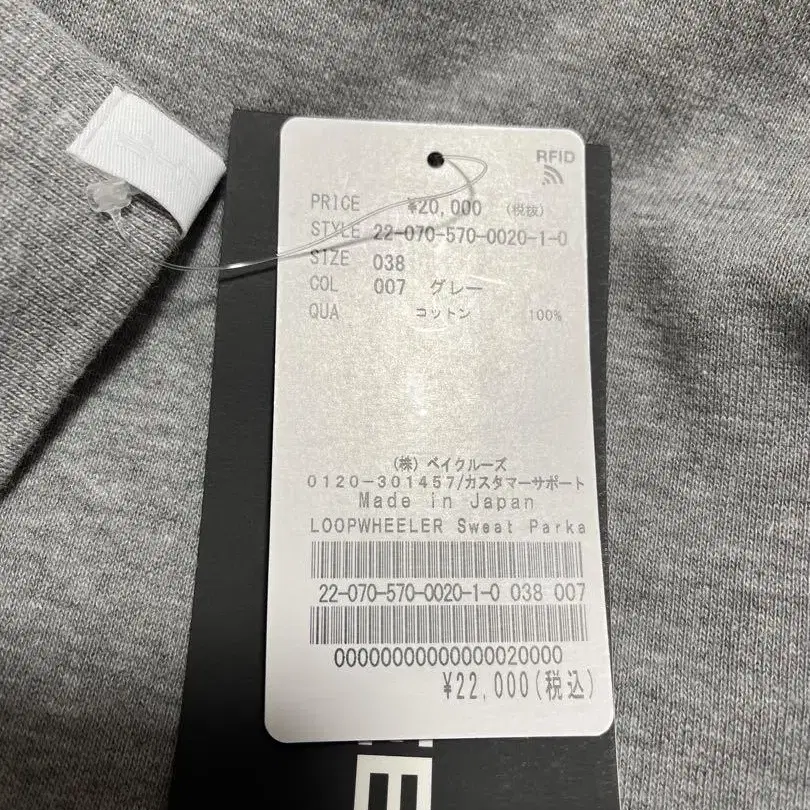 RFID
PRICE ¥20,000 (税抜)
STYLE 22-070-570-0020-1-0
SIZE 038
COL 007 グレー
QUA コットン 100%
(株) ベイクルーズ
0120-301457/カスタマーサポート
Made in Japan
LOOPWHEELER Sweat Parka
22-070-570-0020-1-0 038 007
00000000000000020000
¥22,000(税込)
E